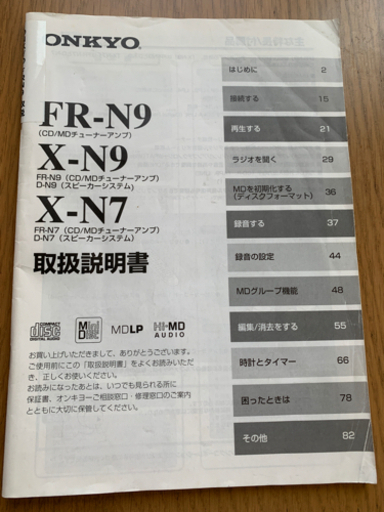 ONKYO
FR-N9
(CD/MDチューナーアンプ)
X-N9
FR-N9 (CD/MDチューナーアンプ)
D-N9 (スピーカーシステム)
X-N7
FR-N7 (CD/MDチューナーアンプ)
D-N7 (スピーカーシステム)
取扱説明書
COMPACT
disc
DIGITAL AUDIO
MiniDisc
MDLP
Hi-MD
AUDIO
お買い上げいただきまして、ありがとうございます。
ご使用前にこの「取扱説明書」をよくお読みいただき、正しくお使いください。
お読みになったあとは、いつでも見られる所に
保証書、オンキヨーご相談窓口・修理窓口のご案内
とともに大切に保管してください。
はじめに 2
接続する 15
再生する 21
ラジオを聞く 29
MDを初期化する
(ディスクフォーマット) 36
録音する 37
録音の設定 44
MDグループ機能 48
編集/消去をする 55
時計とタイマー 66
困ったときは 78
その他 82